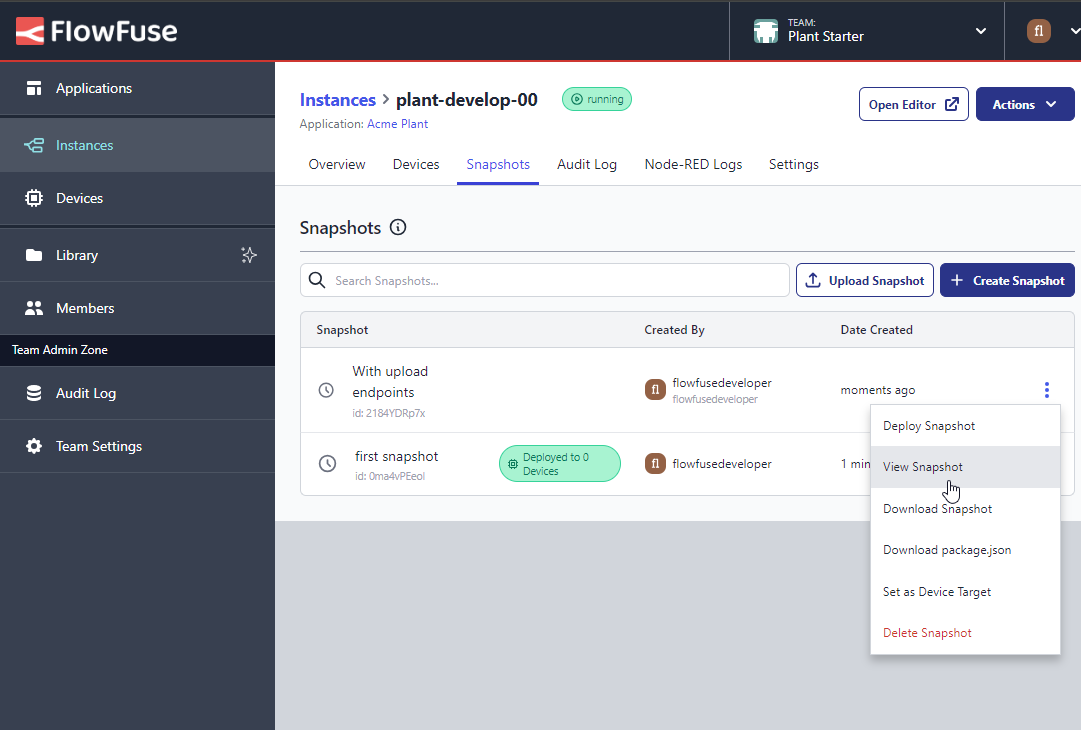 FlowFuse
TEAM:
Plant Starter
fl
Applications
Instances
Devices
Library
Members
Team Admin Zone
Audit Log
Team Settings
Instances > plant-develop-00
running
Application: Acme Plant
Open Editor
Actions
Overview
Devices
Snapshots
Audit Log
Node-RED Logs
Settings
Snapshots
Search Snapshots...
Upload Snapshot
+ Create Snapshot
Snapshot
Created By
Date Created
With upload
endpoints
id: 2184YDRp7x
fl
flowfusedeveloper
flowfusedeveloper
moments ago
first snapshot
id: 0ma4vPEeol
Deployed to 0
Devices
fl
flowfusedeveloper
1 min
Deploy Snapshot
View Snapshot
Download Snapshot
Download package.json
Set as Device Target
Delete Snapshot